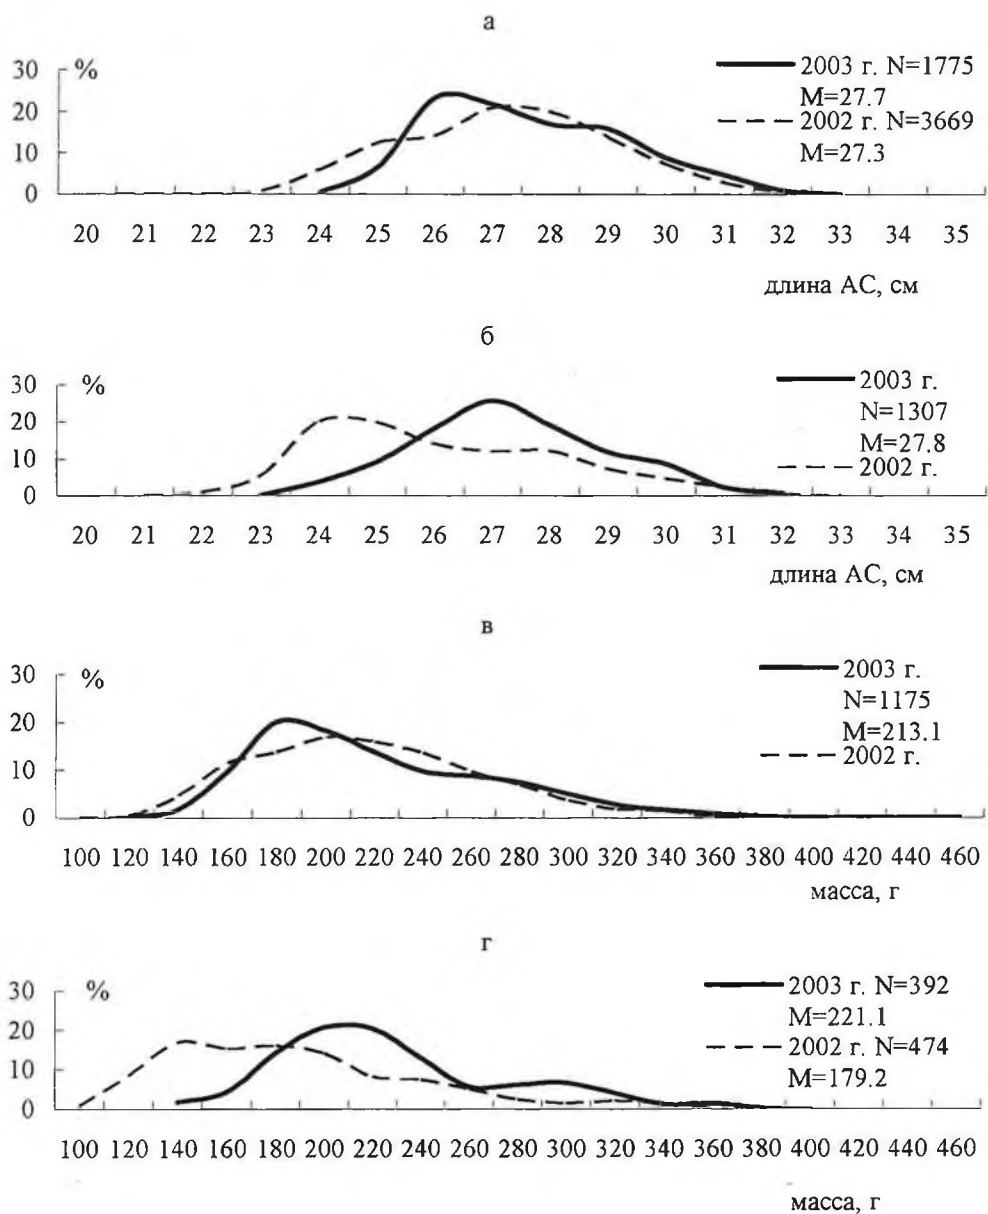 а
30 %
20
10
0
2003 г. N=1775
M=27.7
2002 г. N=3669
M=27.3
20 21 22 23 24 25 26 27 28 29 30 31 32 33 34 35
длина АС, см
б
30 %
20
10
0
2003 г.
N=1307
M=27.8
2002 г.
20 21 22 23 24 25 26 27 28 29 30 31 32 33 34 35
длина АС, см
в
30 %
20
10
0
2003 г.
N=1175
M=213.1
2002 г.
100 120 140 160 180 200 220 240 260 280 300 320 340 360 380 400 420 440 460
масса, г
г
30 %
20
10
0
2003 г. N=392
M=221.1
2002 г. N=474
M=179.2
100 120 140 160 180 200 220 240 260 280 300 320 340 360 380 400 420 440 460
масса, г